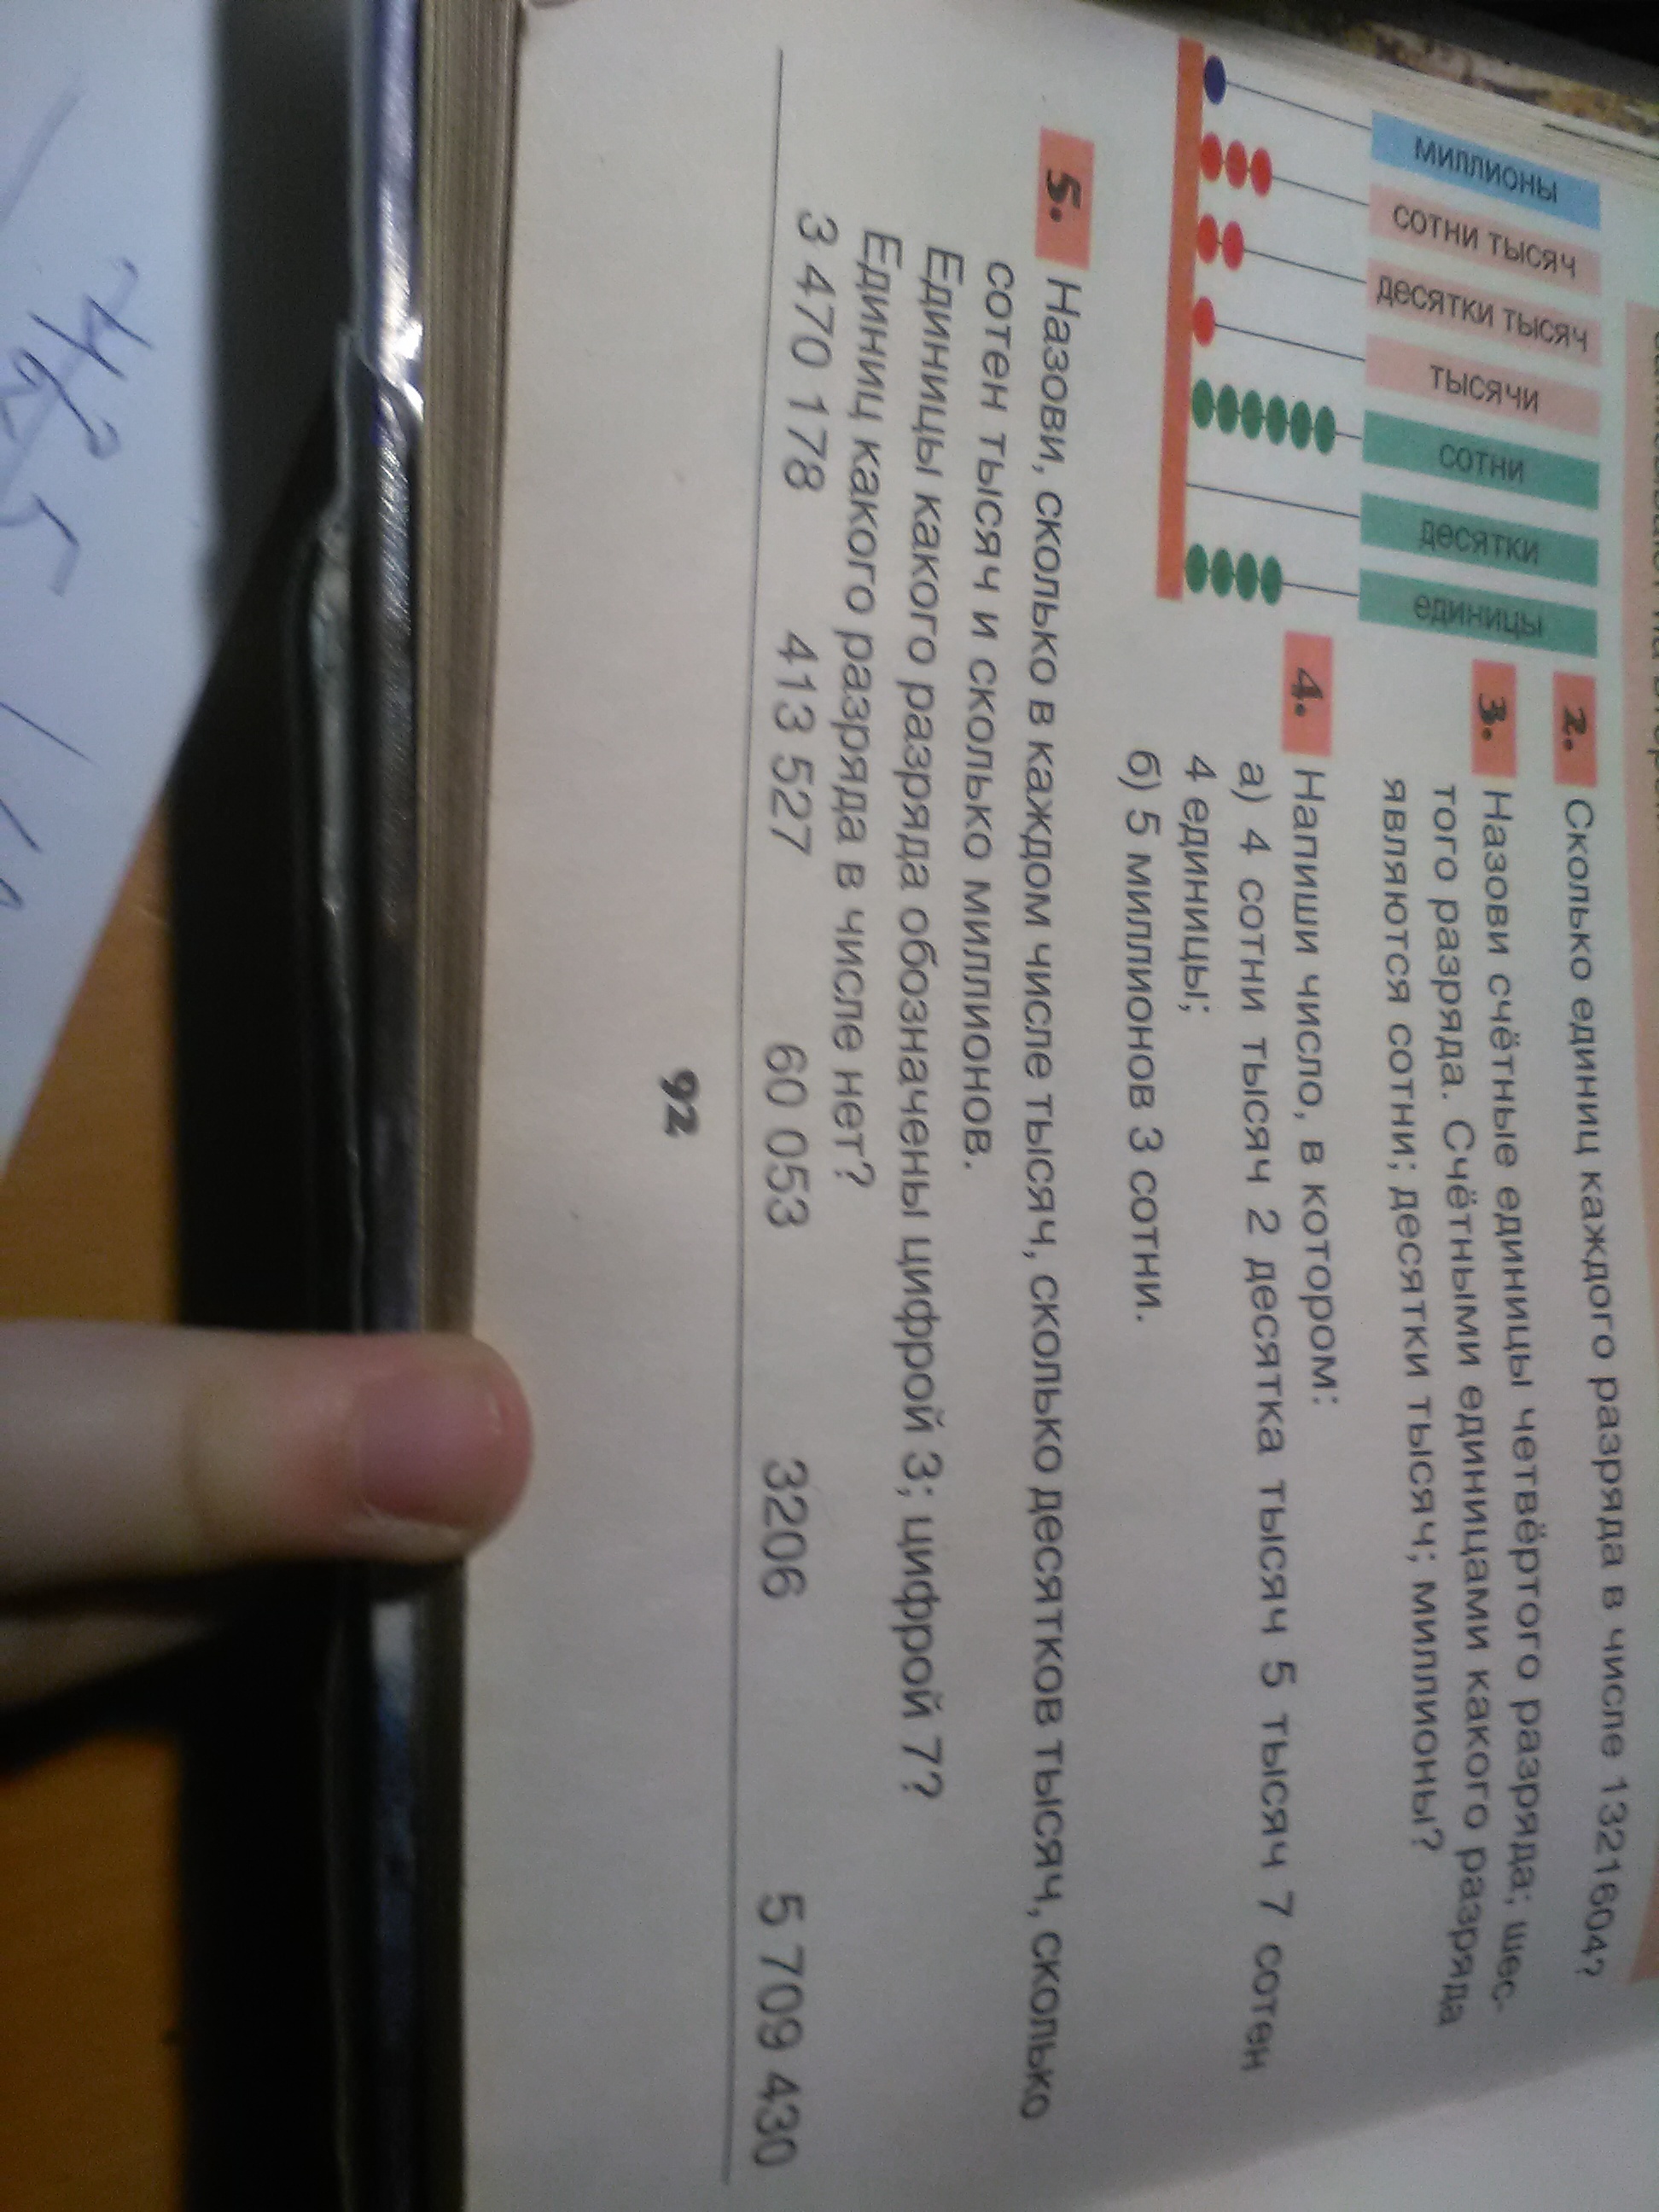 МИЛЛИОНЫ
СОТНИ ТЫСЯЧ
ДЕСЯТКИ ТЫСЯЧ
ТЫСЯЧИ
СОТНИ
ДЕСЯТКИ
ЕДИНИЦЫ
2. Сколько единиц каждого разряда в числе 1321604?
3. Назови счётные единицы четвёртого разряда; шес-
того разряда. Счётными единицами какого разряда
являются сотни; десятки тысяч; миллионы?
4. Напиши число, в котором:
а) 4 сотни тысяч 2 десятка тысяч 5 тысяч 7 сотен
4 единицы;
б) 5 миллионов 3 сотни.
5. Назови, сколько в каждом числе тысяч, сколько десятков тысяч, сколько
сотен тысяч и сколько миллионов.
Единицы какого разряда обозначены цифрой 3; цифрой 7?
Единиц какого разряда в числе нет?
3 470 178 413 527 60 053 3206 5 709 430
92